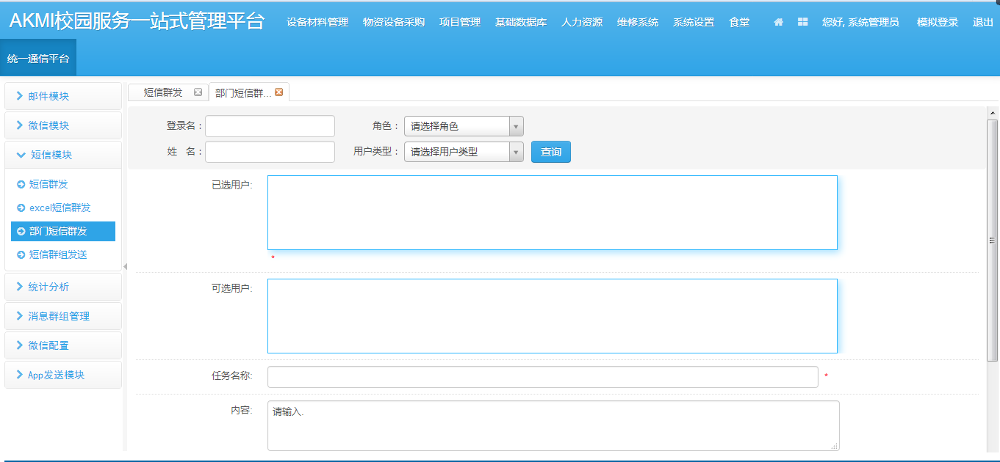 AKMI校园服务一站式管理平台 设备材料管理 物资设备采购 项目管理 基础数据库 人力资源 维修系统 系统设置 食堂 您好, 系统管理员 模拟登录 退出
统一通信平台
邮件模块
微信模块
短信模块
短信群发
excel短信群发
部门短信群发
短信群组发送
统计分析
消息群组管理
微信配置
App发送模块
短信群发 部门短信群...
登录名： 角色： 请选择角色
姓 名： 用户类型： 请选择用户类型 查询
已选用户:
*
可选用户:
任务名称: *
内容: 请输入.